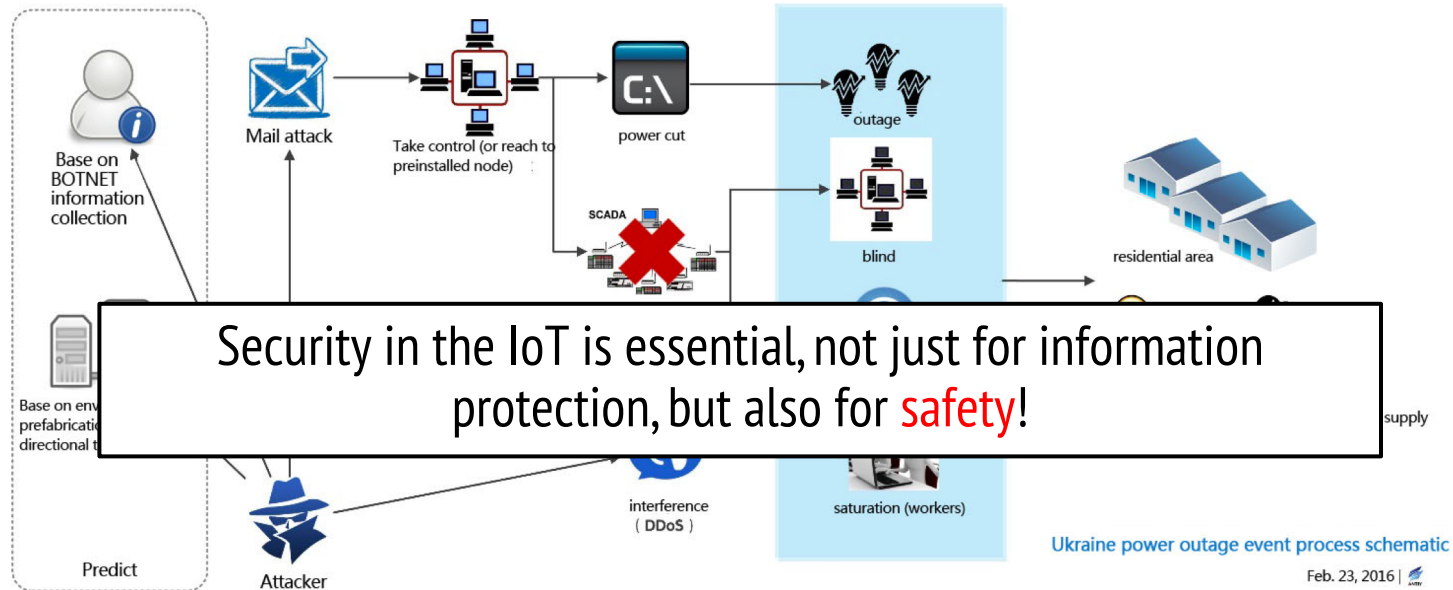 Base on
BOTNET
information
collection
Mail attack
Take control (or reach to
preinstalled node)
C:\
power cut
SCADA
outage
blind
residential area
Security in the IoT is essential, not just for information
protection, but also for safety!
Base on
prefabricatio
directional t
supply
interference
( DDoS )
saturation (workers)
Predict
Attacker
Ukraine power outage event process schematic
Feb. 23, 2016 |
ANTIY